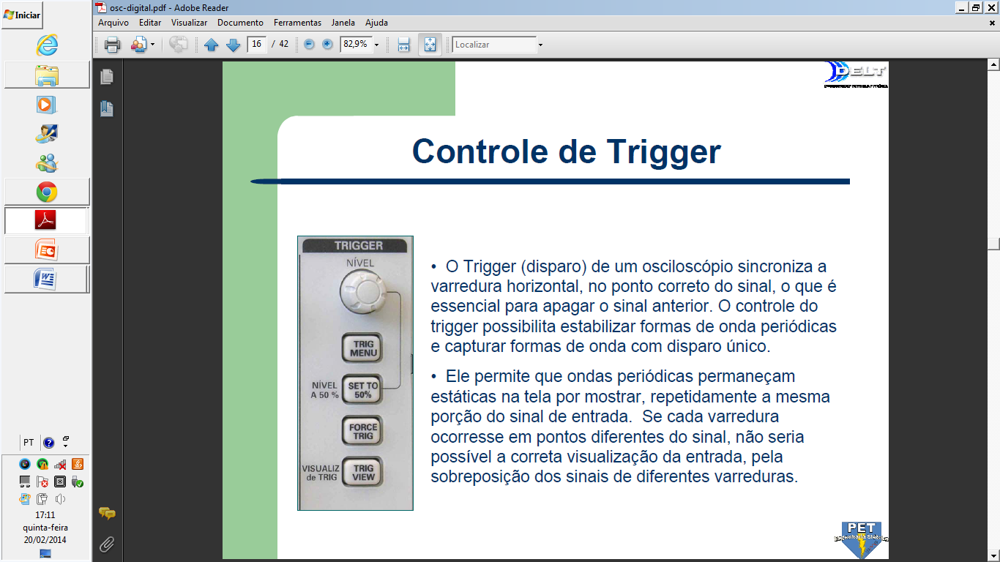 Iniciar
osc-digital.pdf - Adobe Reader
Arquivo Editar Visualizar Documento Ferramentas Janela Ajuda
16 / 42 82,9% Localizar
DELT
Controle de Trigger
TRIGGER
NÍVEL
TRIG
MENU
NÍVEL
A 50 %
SET TO
50%
FORCE
TRIG
VISUALIZ
de TRIG
TRIG
VIEW
• O Trigger (disparo) de um osciloscópio sincroniza a
varredura horizontal, no ponto correto do sinal, o que é
essencial para apagar o sinal anterior. O controle do
trigger possibilita estabilizar formas de onda periódicas
e capturar formas de onda com disparo único.
• Ele permite que ondas periódicas permaneçam
estáticas na tela por mostrar, repetidamente a mesma
porção do sinal de entrada. Se cada varredura
ocorresse em pontos diferentes do sinal, não seria
possível a correta visualização da entrada, pela
sobreposição dos sinais de diferentes varreduras.
PET
PT
17:11
quinta-feira
20/02/2014